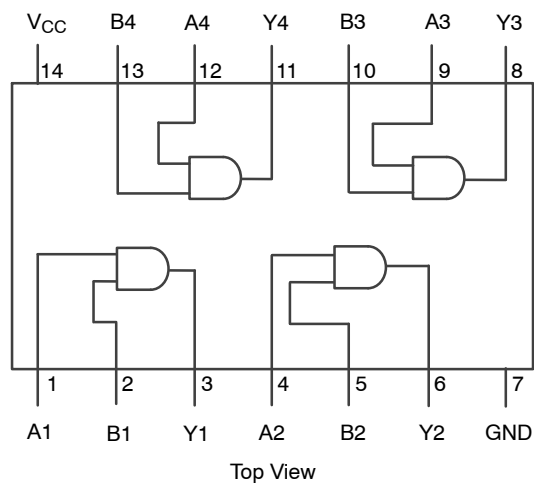 VCC B4 A4 Y4 B3 A3 Y3
14 13 12 11 10 9 8
1 2 3 4 5 6 7
A1 B1 Y1 A2 B2 Y2 GND
Top View